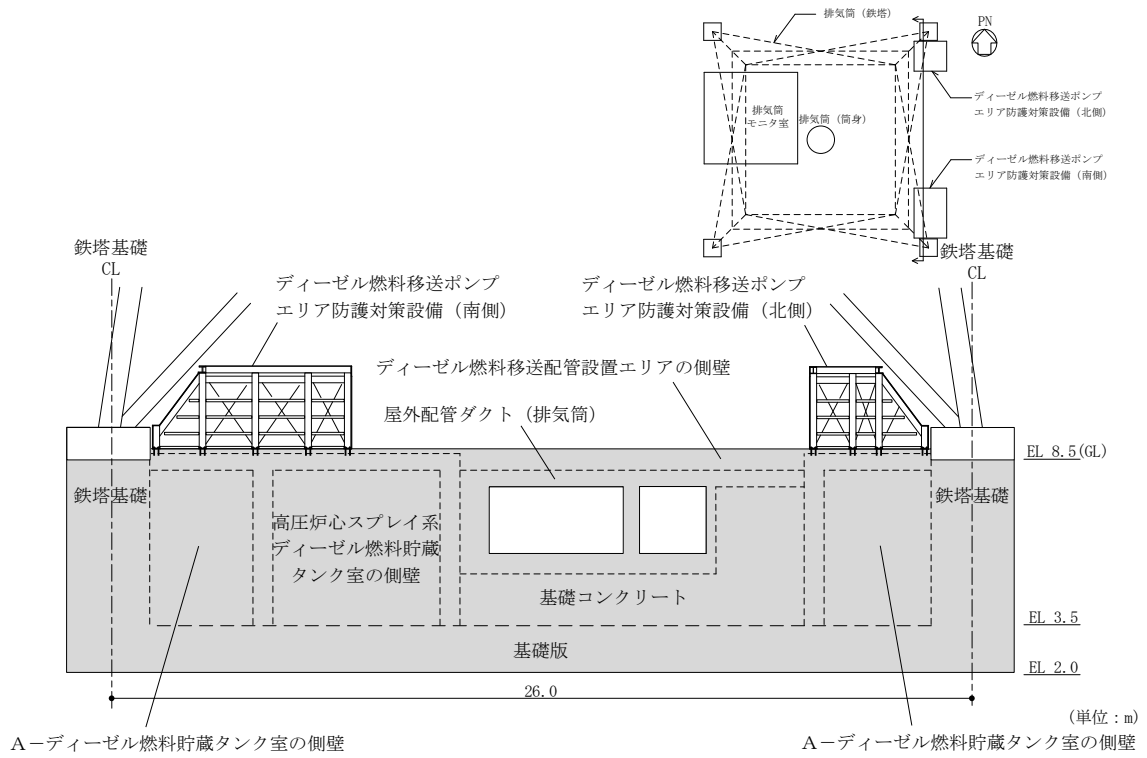 排気筒（鉄塔）
PN
ディーゼル燃料移送ポンプ
エリア防護対策設備（北側）
排気筒
モニタ室
排気筒（筒身）
ディーゼル燃料移送ポンプ
エリア防護対策設備（南側）
鉄塔基礎
CL
ディーゼル燃料移送ポンプ
エリア防護対策設備（南側）
ディーゼル燃料移送ポンプ
エリア防護対策設備（北側）
鉄塔基礎
CL
ディーゼル燃料移送配管設置エリアの側壁
屋外配管ダクト（排気筒）
EL 8.5(GL)
鉄塔基礎
鉄塔基礎
高圧炉心スプレイ系
ディーゼル燃料貯蔵
タンク室の側壁
基礎コンクリート
EL 3.5
基礎版
EL 2.0
26.0
(単位：m)
A－ディーゼル燃料貯蔵タンク室の側壁
A－ディーゼル燃料貯蔵タンク室の側壁